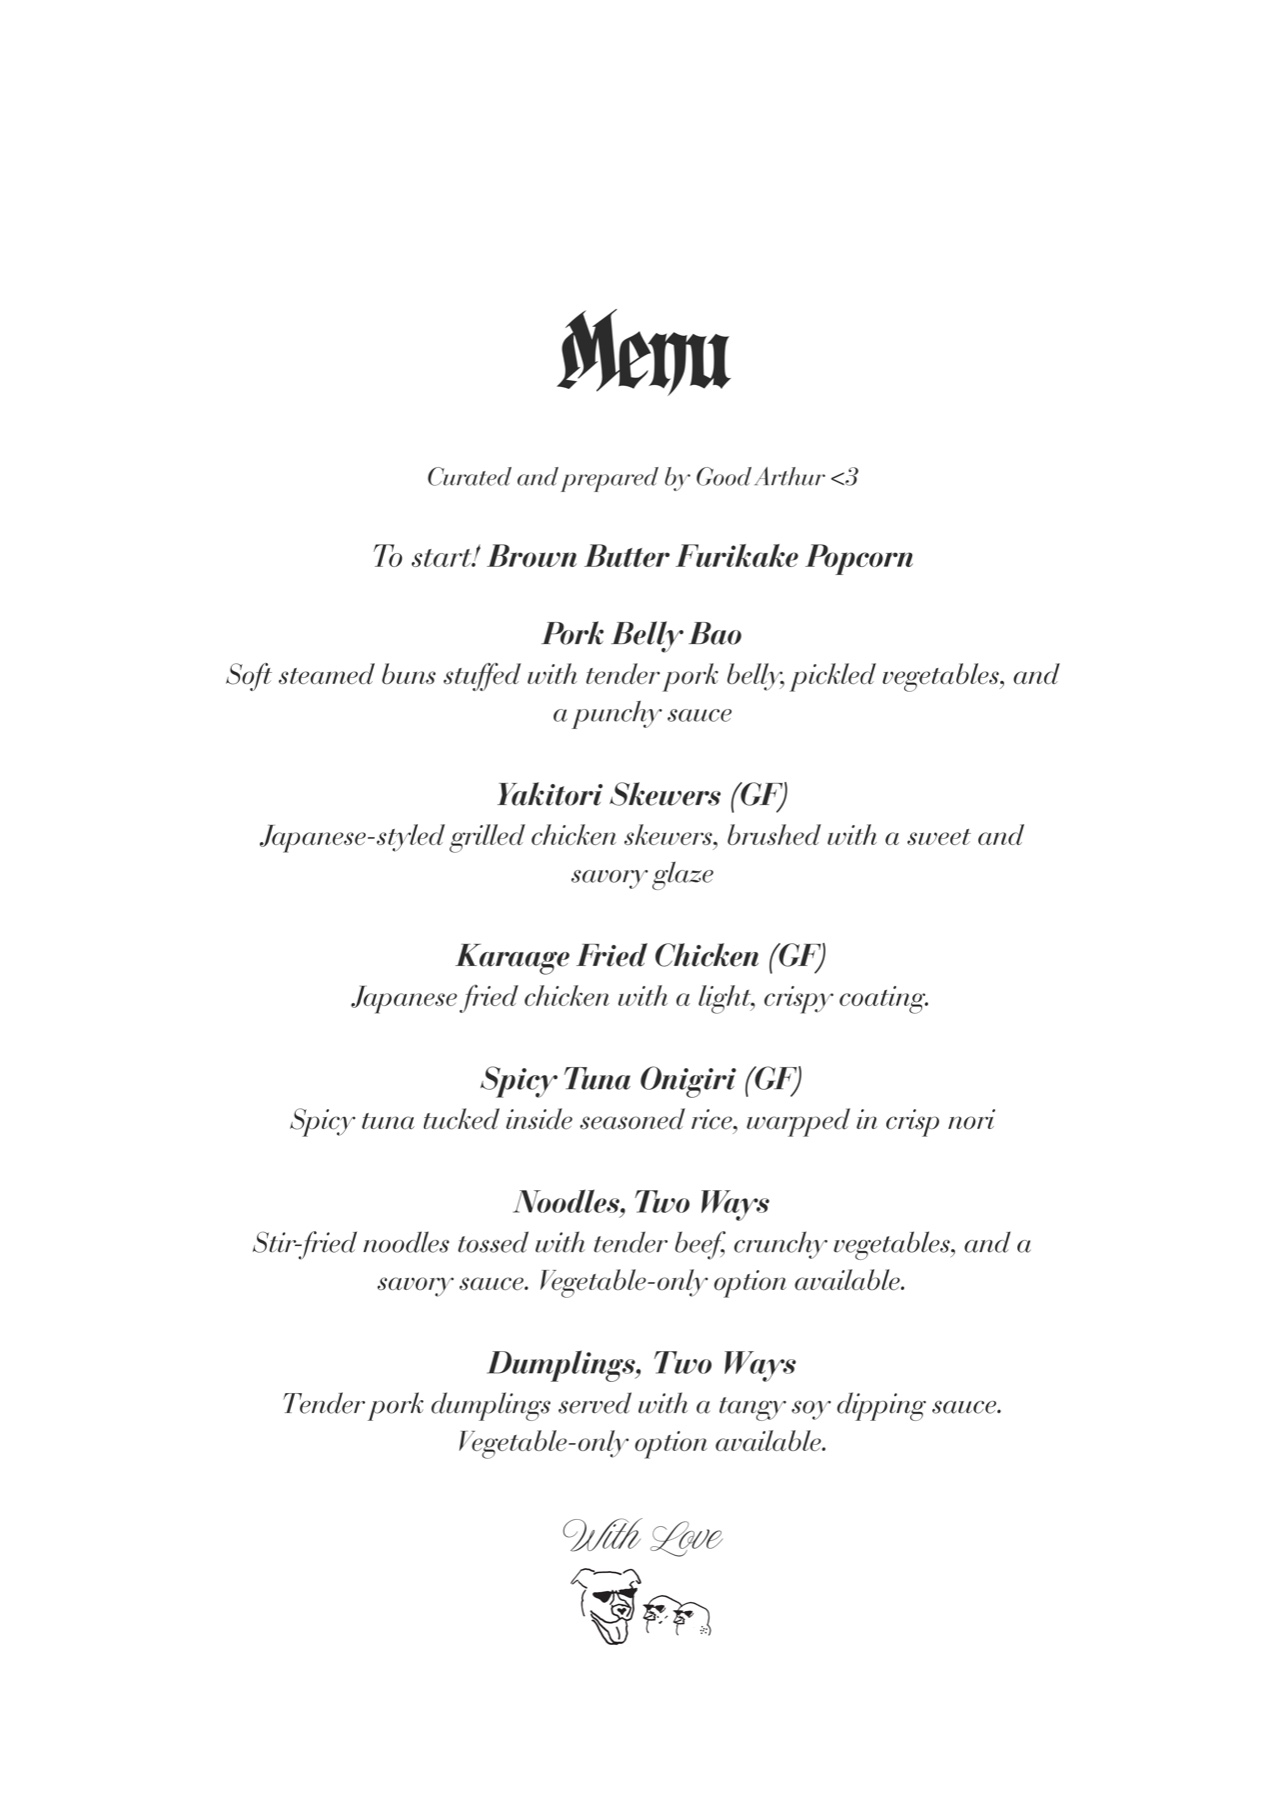 Menu
Curated and prepared by Good Arthur <3
To start! Brown Butter Furikake Popcorn
Pork Belly Bao
Soft steamed buns stuffed with tender pork belly, pickled vegetables, and
a punchy sauce
Yakitori Skewers (GF)
Japanese-styled grilled chicken skewers, brushed with a sweet and
savory glaze
Karaage Fried Chicken (GF)
Japanese fried chicken with a light, crispy coating.
Spicy Tuna Onigiri (GF)
Spicy tuna tucked inside seasoned rice, warpped in crisp nori
Noodles, Two Ways
Stir-fried noodles tossed with tender beef, crunchy vegetables, and a
savory sauce. Vegetable-only option available.
Dumplings, Two Ways
Tender pork dumplings served with a tangy soy dipping sauce.
Vegetable-only option available.
With Love